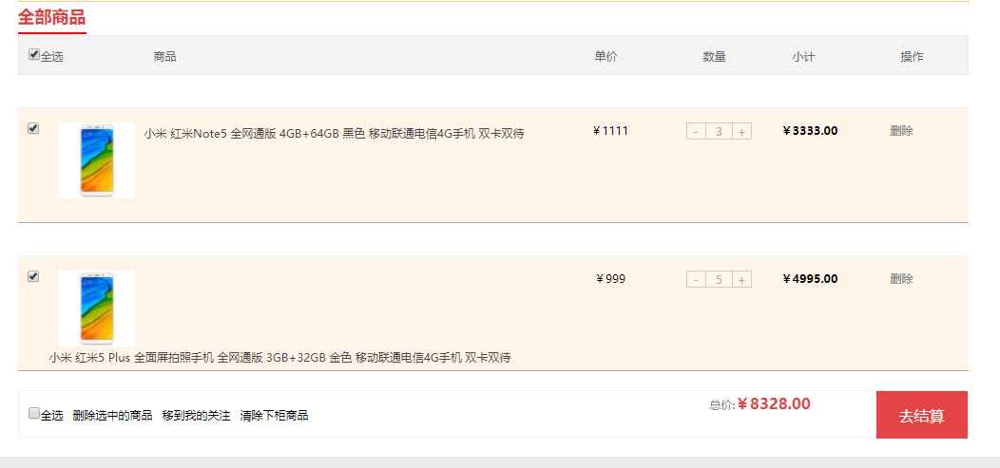 全部商品
全选 商品 单价 数量 小计 操作
小米 红米Note5 全网通版 4GB+64GB 黑色 移动联通电信4G手机 双卡双待 ￥1111 - 3 + ￥3333.00 删除
￥999 - 5 + ￥4995.00 删除
小米 红米5 Plus 全面屏拍照手机 全网通版 3GB+32GB 金色 移动联通电信4G手机 双卡双待
全选 删除选中的商品 移到我的关注 清除下柜商品 总价:￥8328.00 去结算